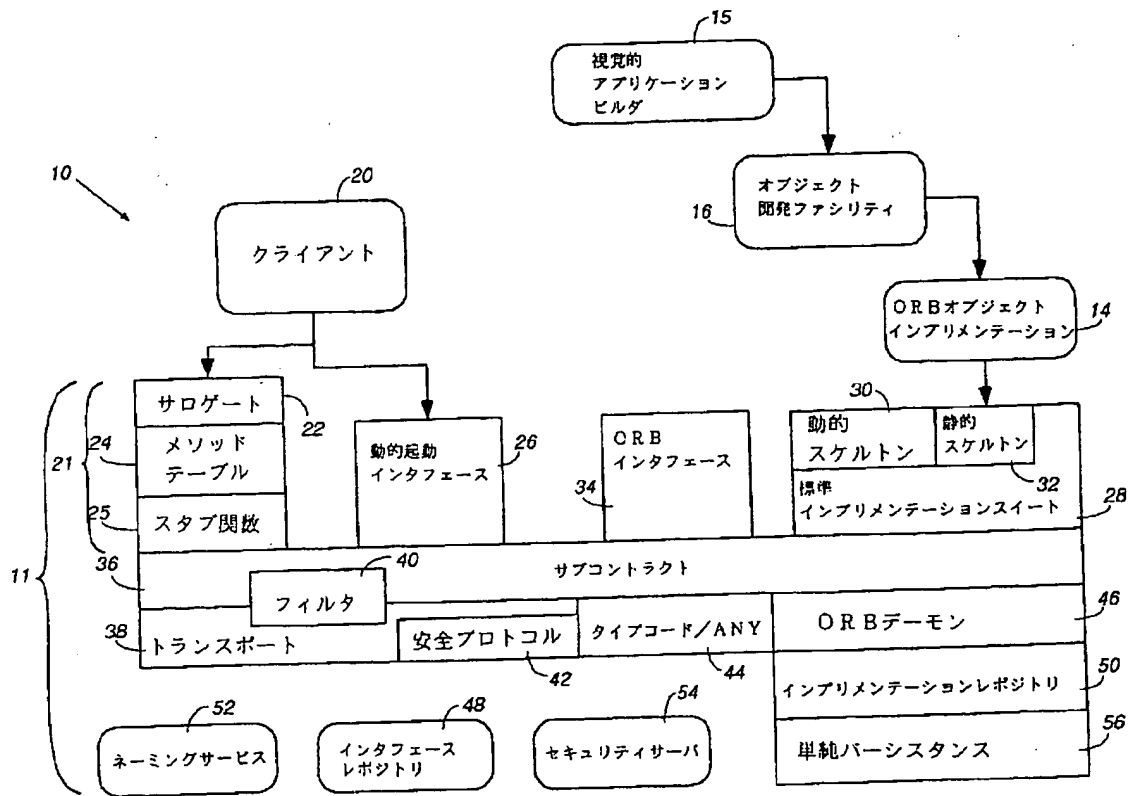 15
視覚的
アプリケーション
ビルダ
10
20
クライアント
16
オブジェクト
開発ファシリティ
ORBオブジェクト
インプリメンテーション
14
11
21
サロゲート
22
24
メソッド
テーブル
25
スタブ関数
動的起動
インタフェース
26
ORB
インタフェース
34
30
動的
スケルトン
静的
スケルトン
32
標準
インプリメンテーションスイート
28
36
サブコントラクト
40
フィルタ
38
トランスポート
安全プロトコル
42
タイプコード/ANY
44
ORBデーモン
46
インプリメンテーションレポジトリ
50
単純パーシスタンス
56
52
ネーミングサービス
48
インタフェース
レポジトリ
54
セキュリティサーバ